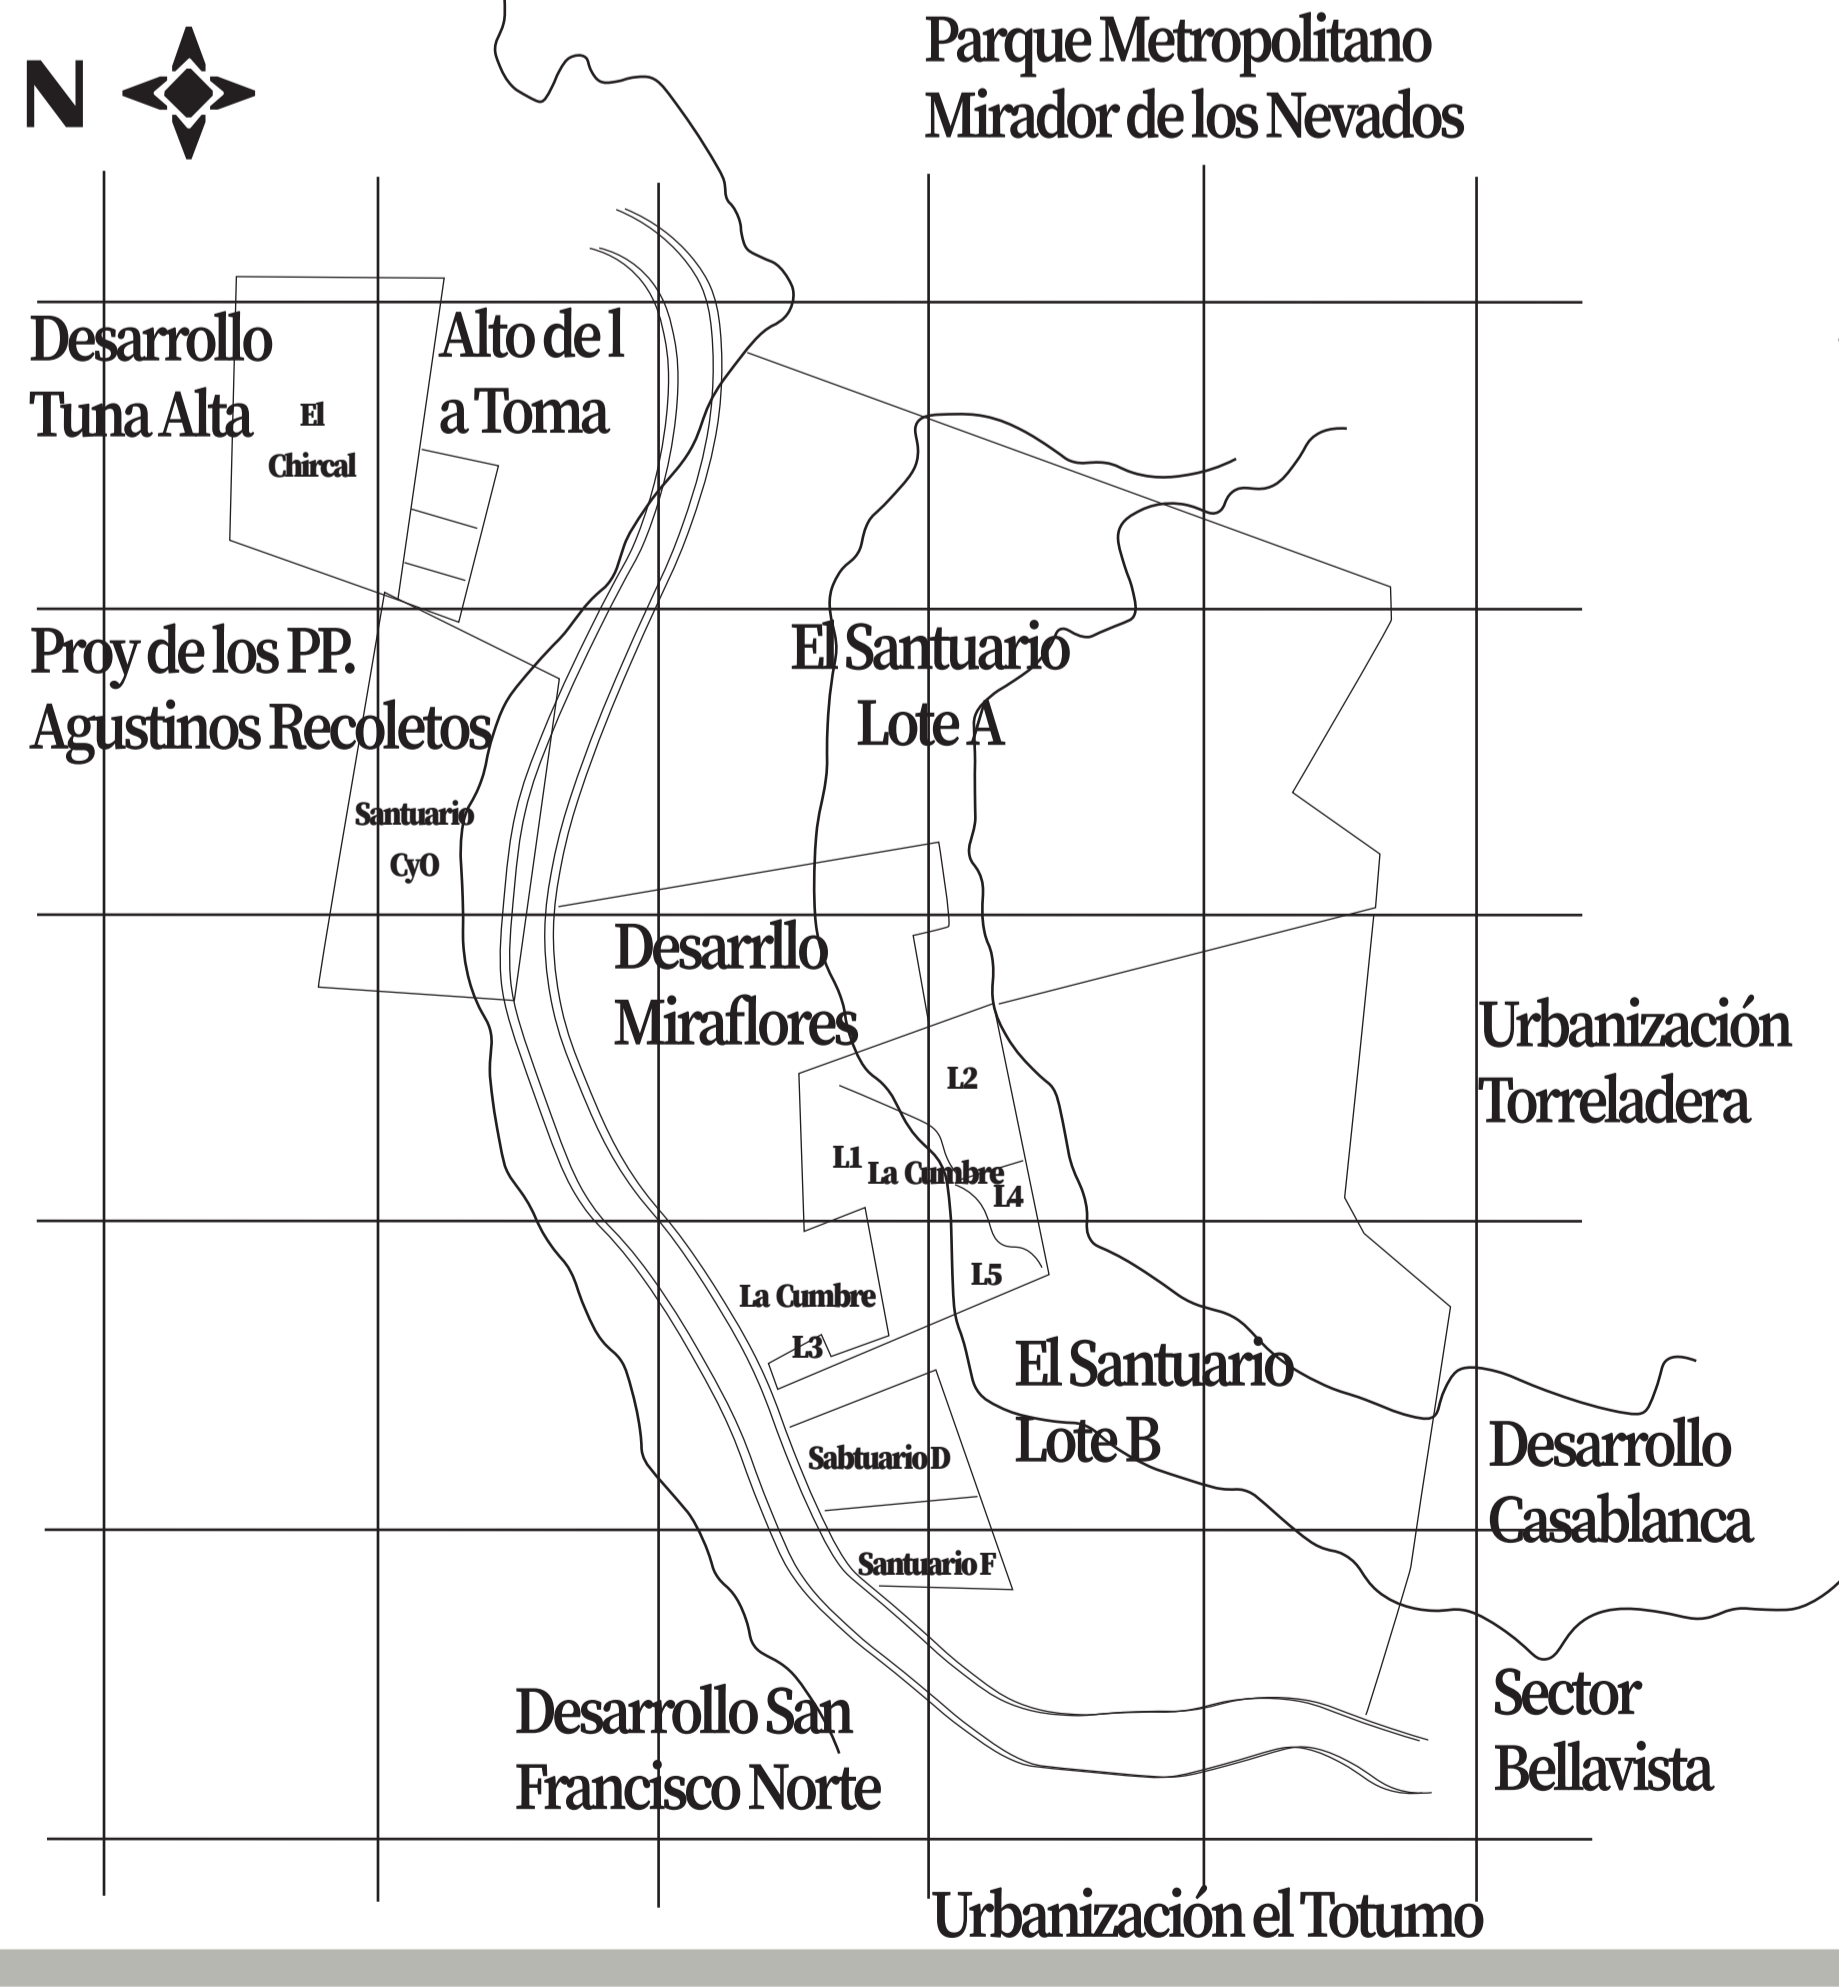 Parque Metropolitano
Mirador de los Nevados
N
Desarrollo
Tuna Alta
El
Chircal
Alto de l
a Toma
Proy de los PP.
Agustinos Recoletos
El Santuario
Lote A
Santuario
CyO
Desarrllo
Miraflores
Urbanización
Torreladera
L2
L1
La Cumbre
L4
L5
La Cumbre
L3
El Santuario
Lote B
Sabtuario D
Desarrollo
Casablanca
Santuario F
Desarrollo San
Francisco Norte
Sector
Bellavista
Urbanización el Totumo